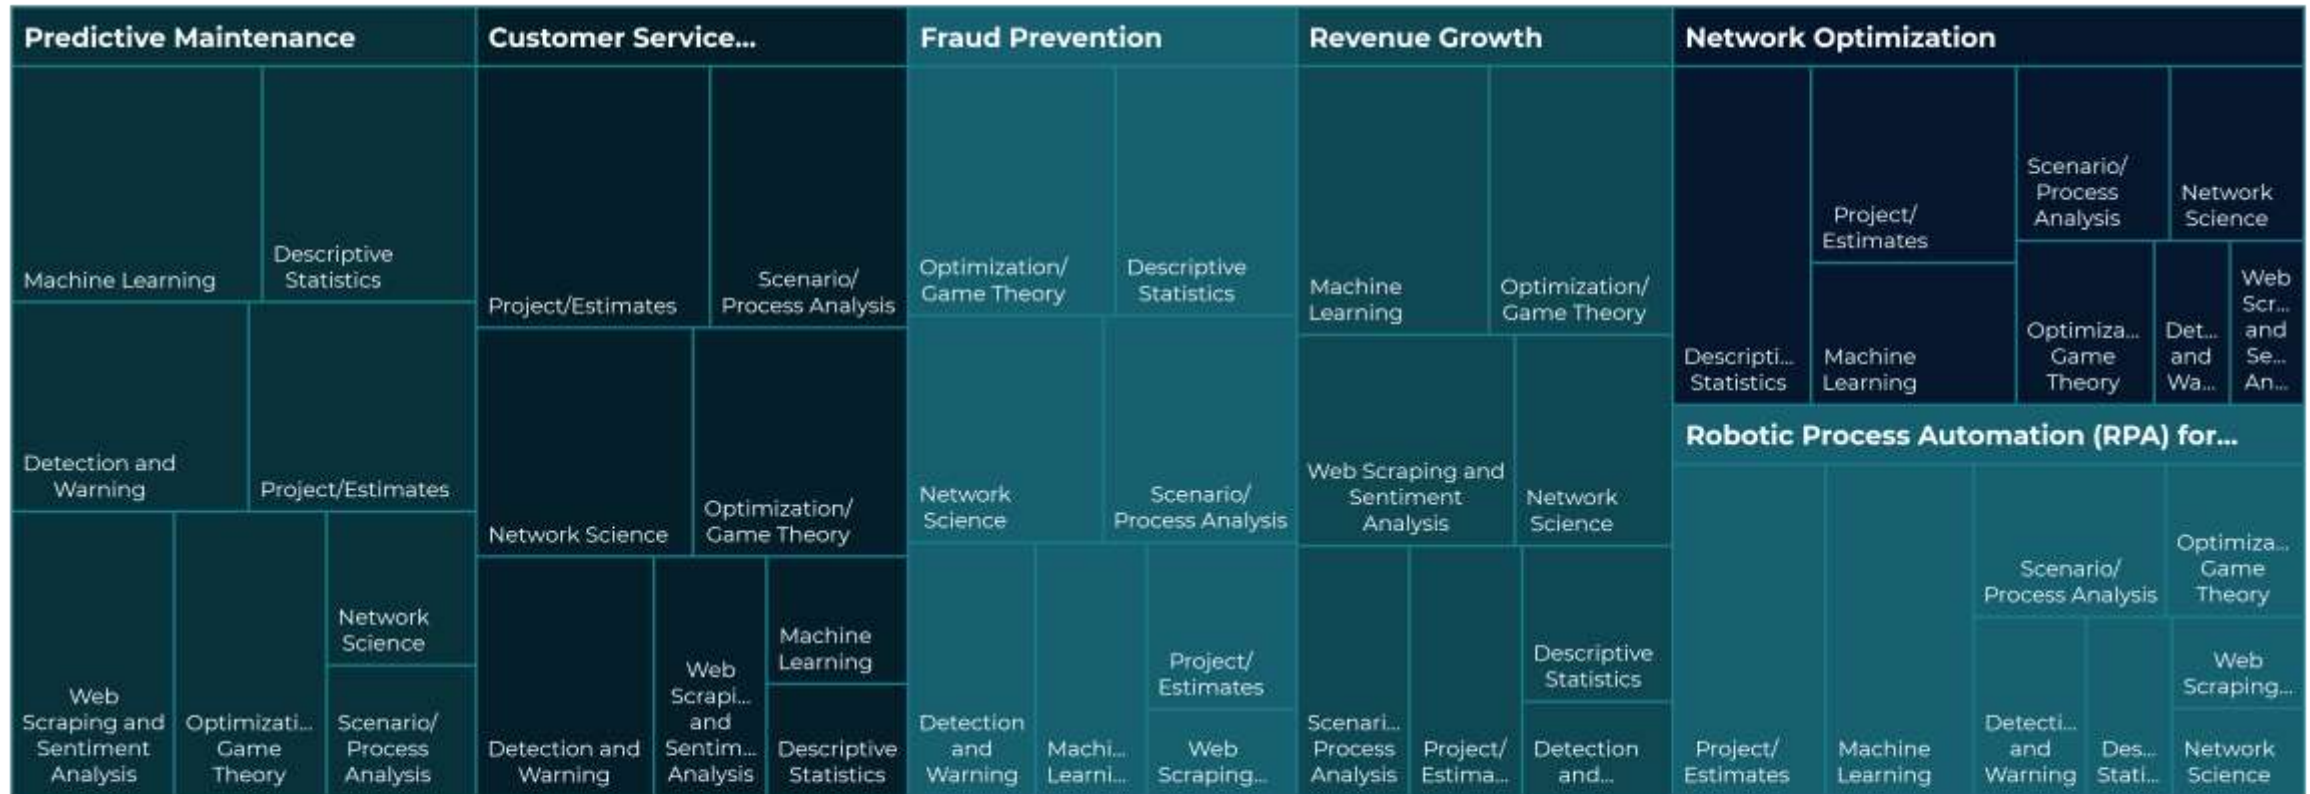 Predictive Maintenance
Machine Learning
Descriptive
Statistics
Detection and
Warning
Project/Estimates
Web
Scraping and
Sentiment
Analysis
Optimizati...
Game
Theory
Network
Science
Scenario/
Process
Analysis
Customer Service...
Project/Estimates
Scenario/
Process Analysis
Network Science
Optimization/
Game Theory
Detection and
Warning
Web
Scrapi...
and
Sentim...
Analysis
Machine
Learning
Descriptive
Statistics
Fraud Prevention
Optimization/
Game Theory
Descriptive
Statistics
Network
Science
Scenario/
Process Analysis
Detection
and
Warning
Machi...
Learni...
Project/
Estimates
Web
Scraping...
Revenue Growth
Machine
Learning
Optimization/
Game Theory
Web Scraping and
Sentiment
Analysis
Network
Science
Scenari...
Process
Analysis
Project/
Estima...
Descriptive
Statistics
Detection
and...
Network Optimization
Descripti...
Statistics
Project/
Estimates
Machine
Learning
Scenario/
Process
Analysis
Network
Science
Optimiza...
Game
Theory
Det...
and
Wa...
Web
Scr...
and
Se...
An...
Robotic Process Automation (RPA) for...
Project/
Estimates
Machine
Learning
Scenario/
Process Analysis
Optimiza...
Game
Theory
Detecti...
and
Warning
Des...
Stati...
Web
Scraping...
Network
Science